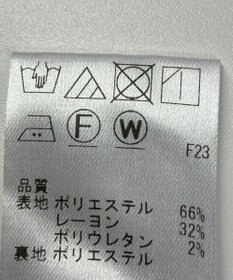 F W
F23
品質
表地 ポリエステル 66%
レーヨン 32%
ポリウレタン 2%
裏地 ポリエステル